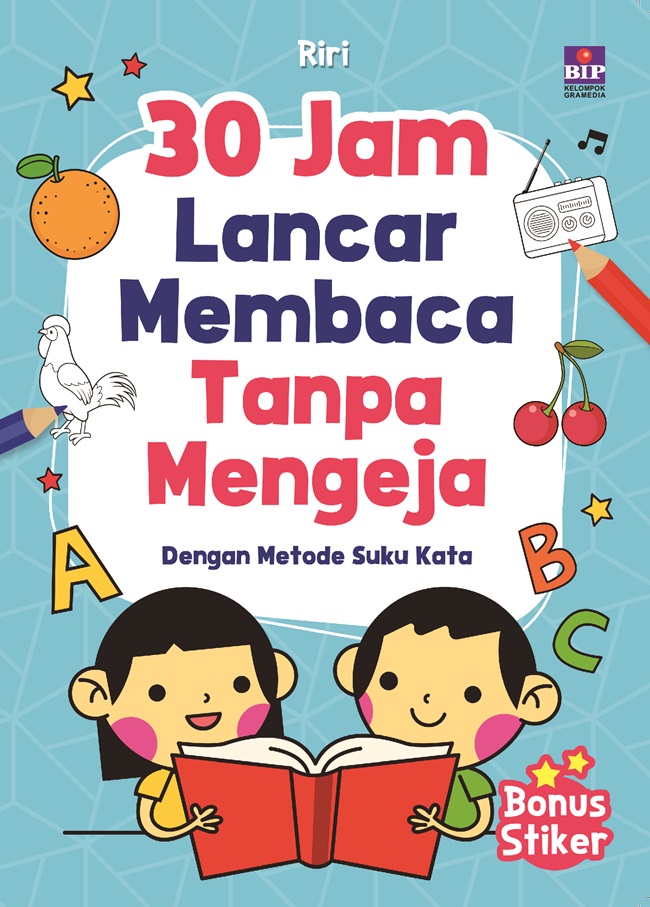 Riri
BIP
KELOMPOK
GRAMEDIA
30 Jam
Lancar
Membaca
Tanpa
Mengeja
Dengan Metode Suku Kata
A
B
C
Bonus
Stiker